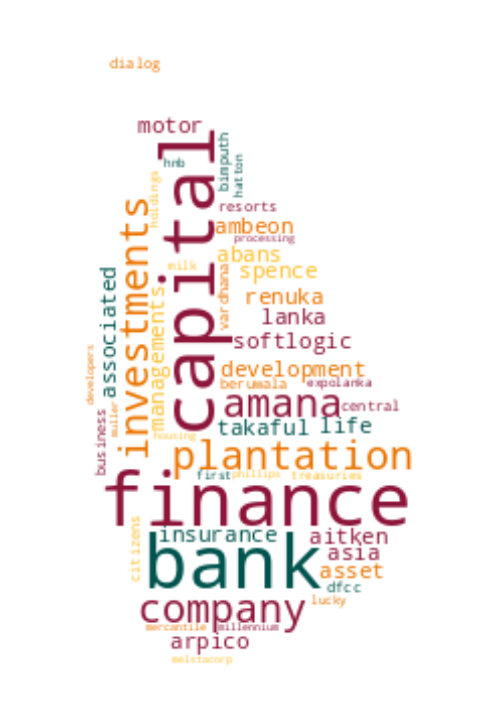 dialog
motor
capital
hnb
bimputh
hatton
holdings
resorts
investments
ambeon
processing
abans
milk
spence
vardhana
associated
managements
renuka
lanka
softlogic
developers
development
berumala
expolanka
amana
central
muller
business
takaful
life
housing
plantation
first
phillips
treasuries
finance
citizens
insurance
aitken
bank
asia
asset
dfcc
company
lucky
mercantile
millennium
arpico
melstacorp